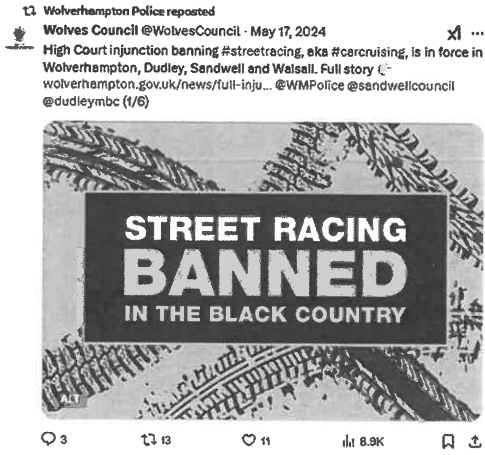 Wolverhampton Police reposted
Wolves Council @WolvesCouncil · May 17, 2024
High Court injunction banning #streetracing, aka #carcruising, is in force in
Wolverhampton, Dudley, Sandwell and Walsall. Full story
wolverhampton.gov.uk/news/full-inju... @WMPolice @sandwellcouncil
@dudleymbc (1/6)
STREET RACING
BANNED
IN THE BLACK COUNTRY
ALT
3 13 11 8.9K